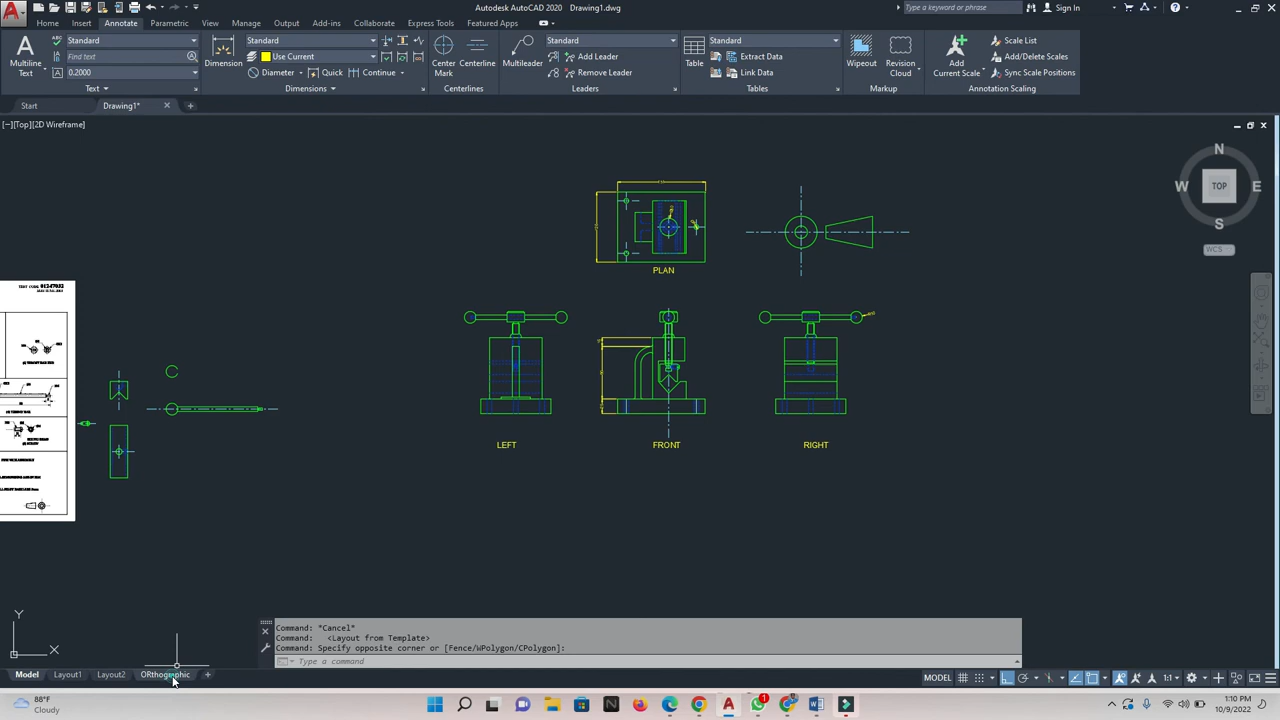 Autodesk AutoCAD 2020 Drawing1.dwg
Type a keyword or phrase
Sign In
Home Insert Annotate Parametric View Manage Output Add-ins Collaborate Express Tools Featured Apps
Multiline
Text
Standard
Find text
0.2000
Text
Dimension
Standard
Use Current
Diameter Quick Continue
Dimensions
Center
Mark
Centerline
Centerlines
Multileader
Standard
Add Leader
Remove Leader
Leaders
Table
Standard
Extract Data
Link Data
Tables
Wipeout
Revision
Cloud
Markup
Add
Current Scale
Scale List
Add/Delete Scales
Sync Scale Positions
Annotation Scaling
Start Drawing1*
[−][Top][2D Wireframe]
N
W TOP E
S
WCS
PLAN
LEFT
FRONT
RIGHT
Y
X
Command: *Cancel*
Command: <Layout from Template>
Command: Specify opposite corner or [Fence/WPolygon/CPolygon]:
Type a command
Model Layout1 Layout2 ORthographic +
MODEL
1:1
88°F
Cloudy
1
1:10 PM
10/9/2022